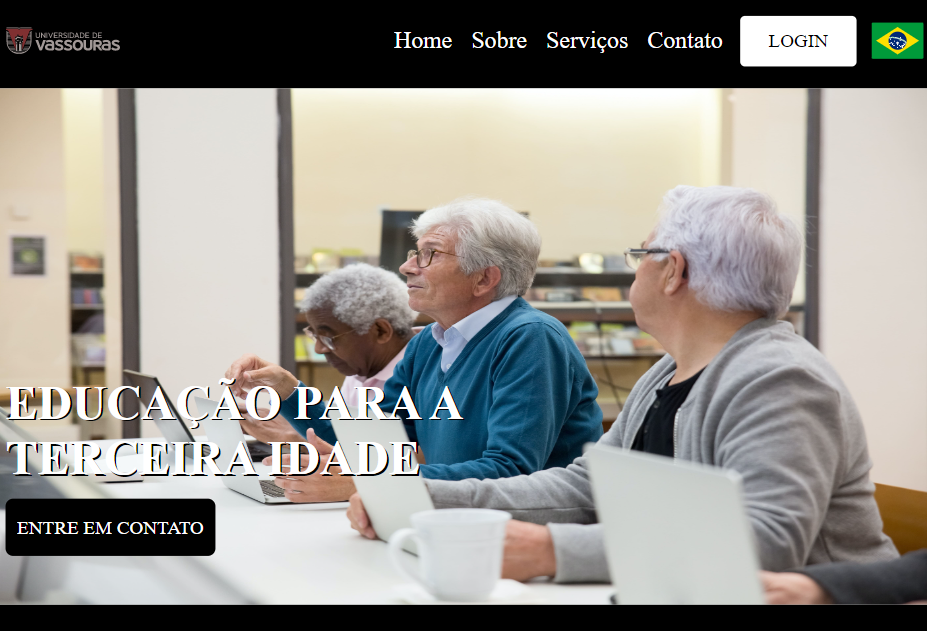 UNIVERSIDADE DE
VASSOURAS
Home Sobre Serviços Contato LOGIN
EDUCAÇÃO PARA A
TERCEIRA IDADE
ENTRE EM CONTATO